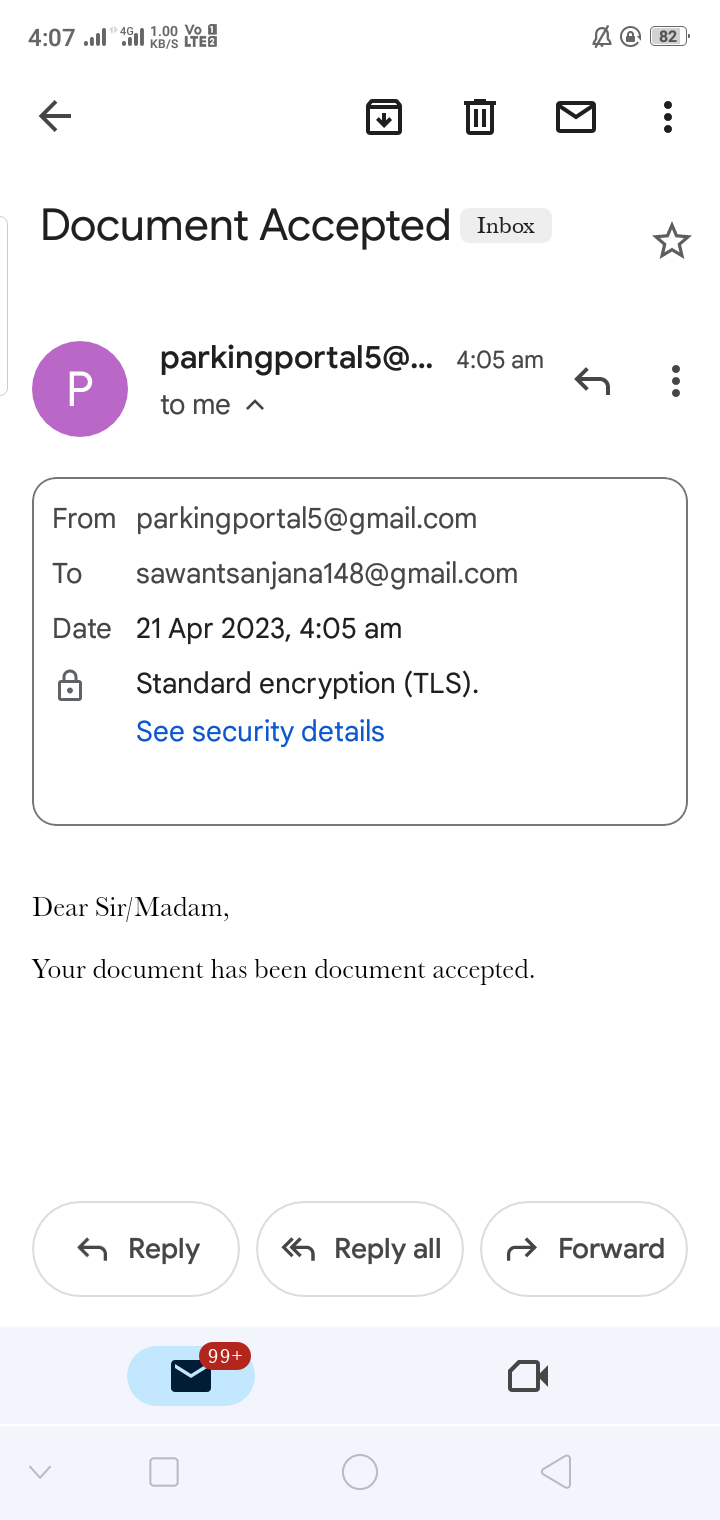 4:07 4G 1.00 KB/S Vo LTE 1 2 82
Document Accepted Inbox
P parkingportal5@... 4:05 am
to me
From parkingportal5@gmail.com
To sawantsanjana148@gmail.com
Date 21 Apr 2023, 4:05 am
Standard encryption (TLS).
See security details
Dear Sir/Madam,
Your document has been document accepted.
Reply Reply all Forward
99+